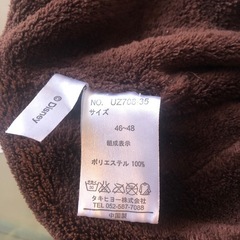 © Disney
NO. UZ706-35
サイズ
46-48
組成表示
ポリエステル 100%
タキヒヨー株式会社
TEL 052-587-7088
中国製